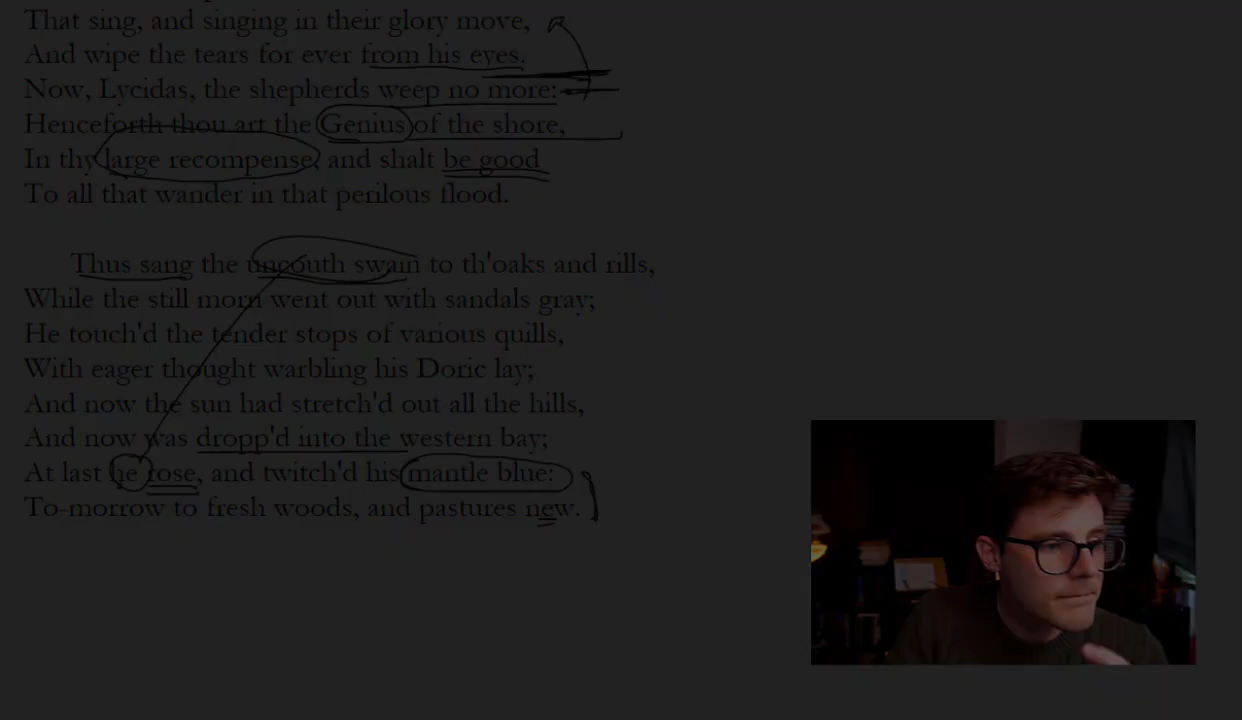 That sing, and singing in their glory move,
And wipe the tears for ever from his eyes.
Now, Lycidas, the shepherds weep no more:
Henceforth thou art the Genius of the shore,
In thy large recompense, and shalt be good
To all that wander in that perilous flood.
Thus sang the uncouth swain to th'oaks and rills,
While the still morn went out with sandals gray;
He touch'd the tender stops of various quills,
With eager thought warbling his Doric lay;
And now the sun had stretch'd out all the hills,
And now was dropp'd into the western bay;
At last he rose, and twitch'd his mantle blue:
To-morrow to fresh woods, and pastures new.